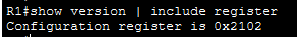 R1#show version | include register
Configuration register is 0x2102